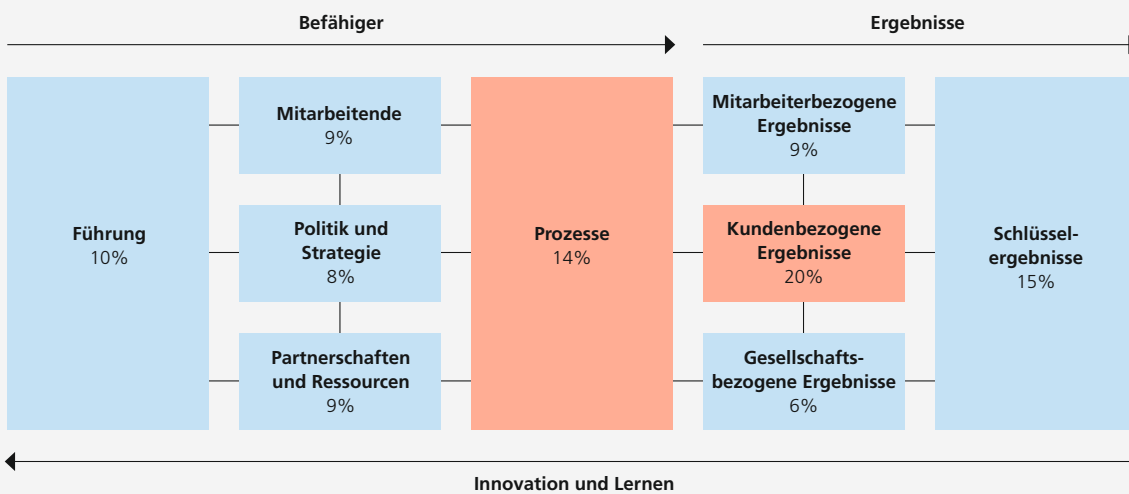 Befähiger
Ergebnisse
Führung
10%
Mitarbeitende
9%
Politik und
Strategie
8%
Partnerschaften
und Ressourcen
9%
Prozesse
14%
Mitarbeiterbezogene
Ergebnisse
9%
Kundenbezogene
Ergebnisse
20%
Gesellschafts-
bezogene Ergebnisse
6%
Schlüssel-
ergebnisse
15%
Innovation und Lernen